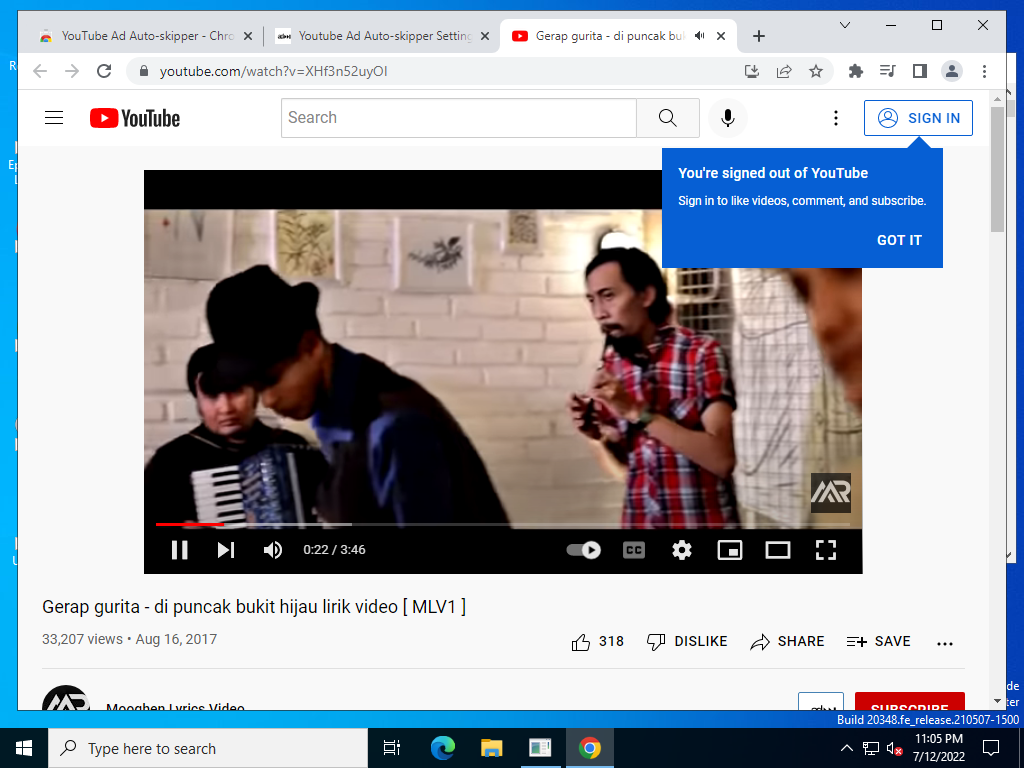 YouTube Ad Auto-skipper - Chro
Youtube Ad Auto-skipper Setting
Gerap gurita - di puncak bul
youtube.com/watch?v=XHf3n52uyOI
YouTube
Search
SIGN IN
You're signed out of YouTube
Sign in to like videos, comment, and subscribe.
GOT IT
MR
0:22 / 3:46
CC
Gerap gurita - di puncak bukit hijau lirik video [ MLV1 ]
33,207 views • Aug 16, 2017
318
DISLIKE
SHARE
SAVE
Mooghen Lyrics Video
SUBSCRIBE
Build 20348.fe_release.210507-1500
Type here to search
11:05 PM
7/12/2022